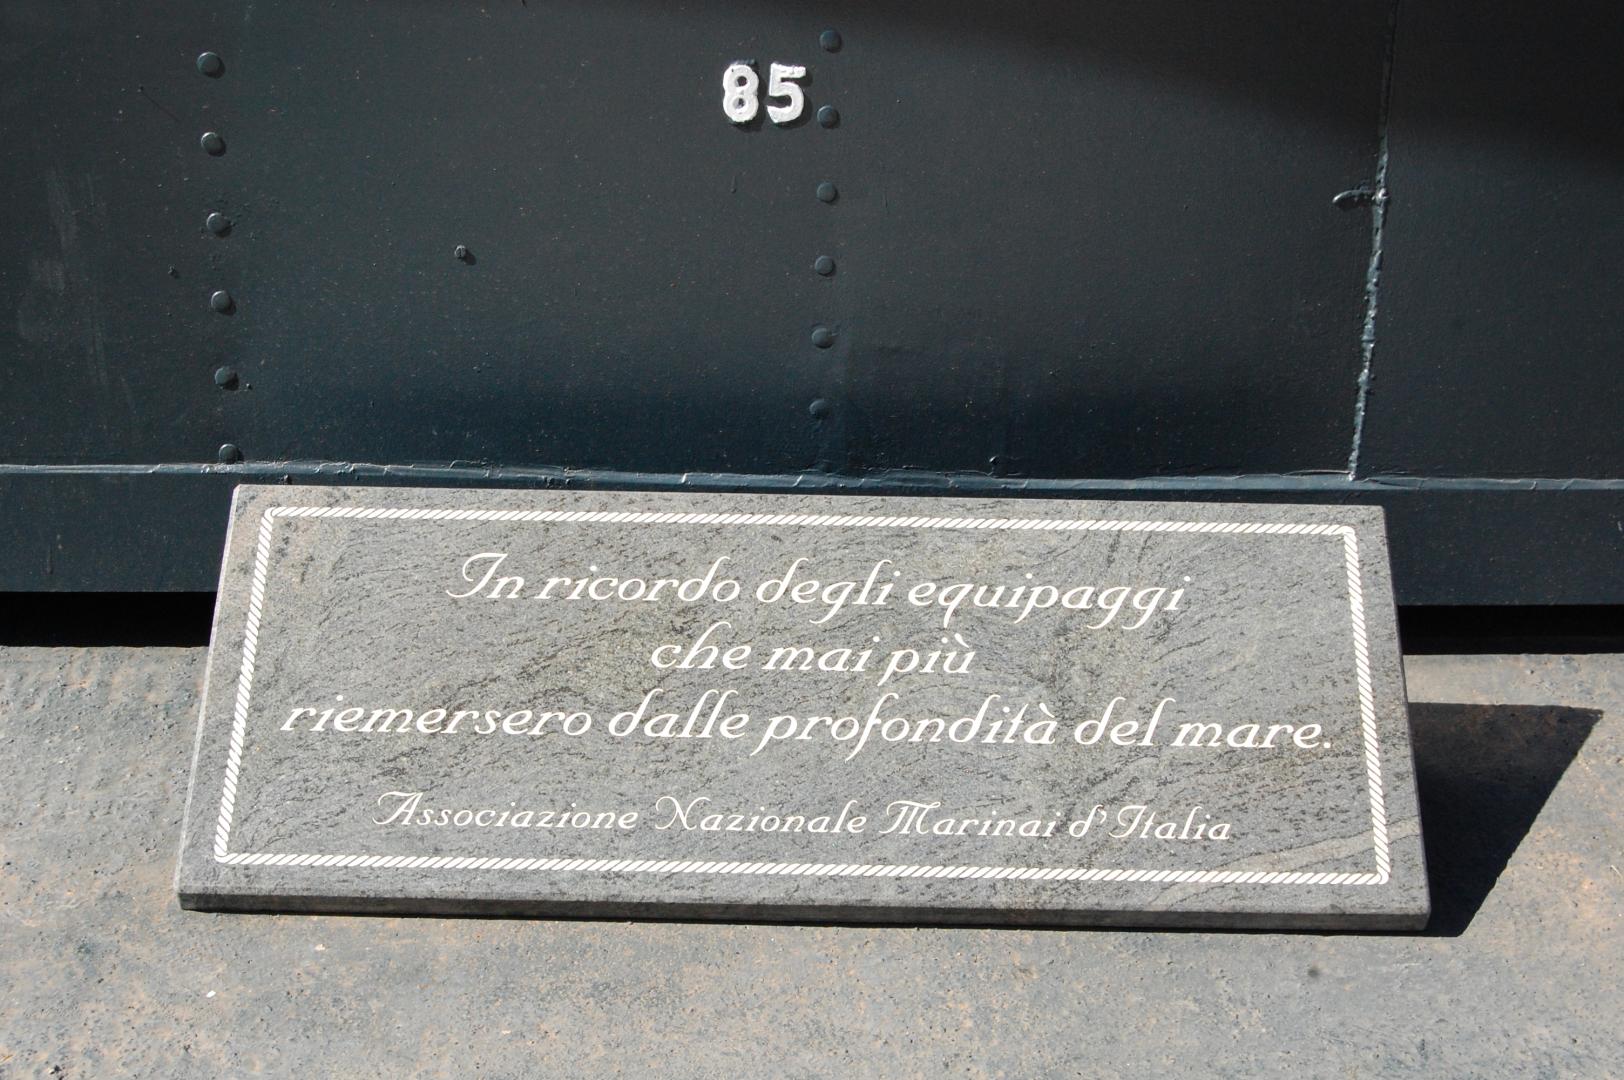 85
In ricordo degli equipaggi
che mai più
riemersero dalle profondità del mare.
Associazione Nazionale Marinai d'Italia